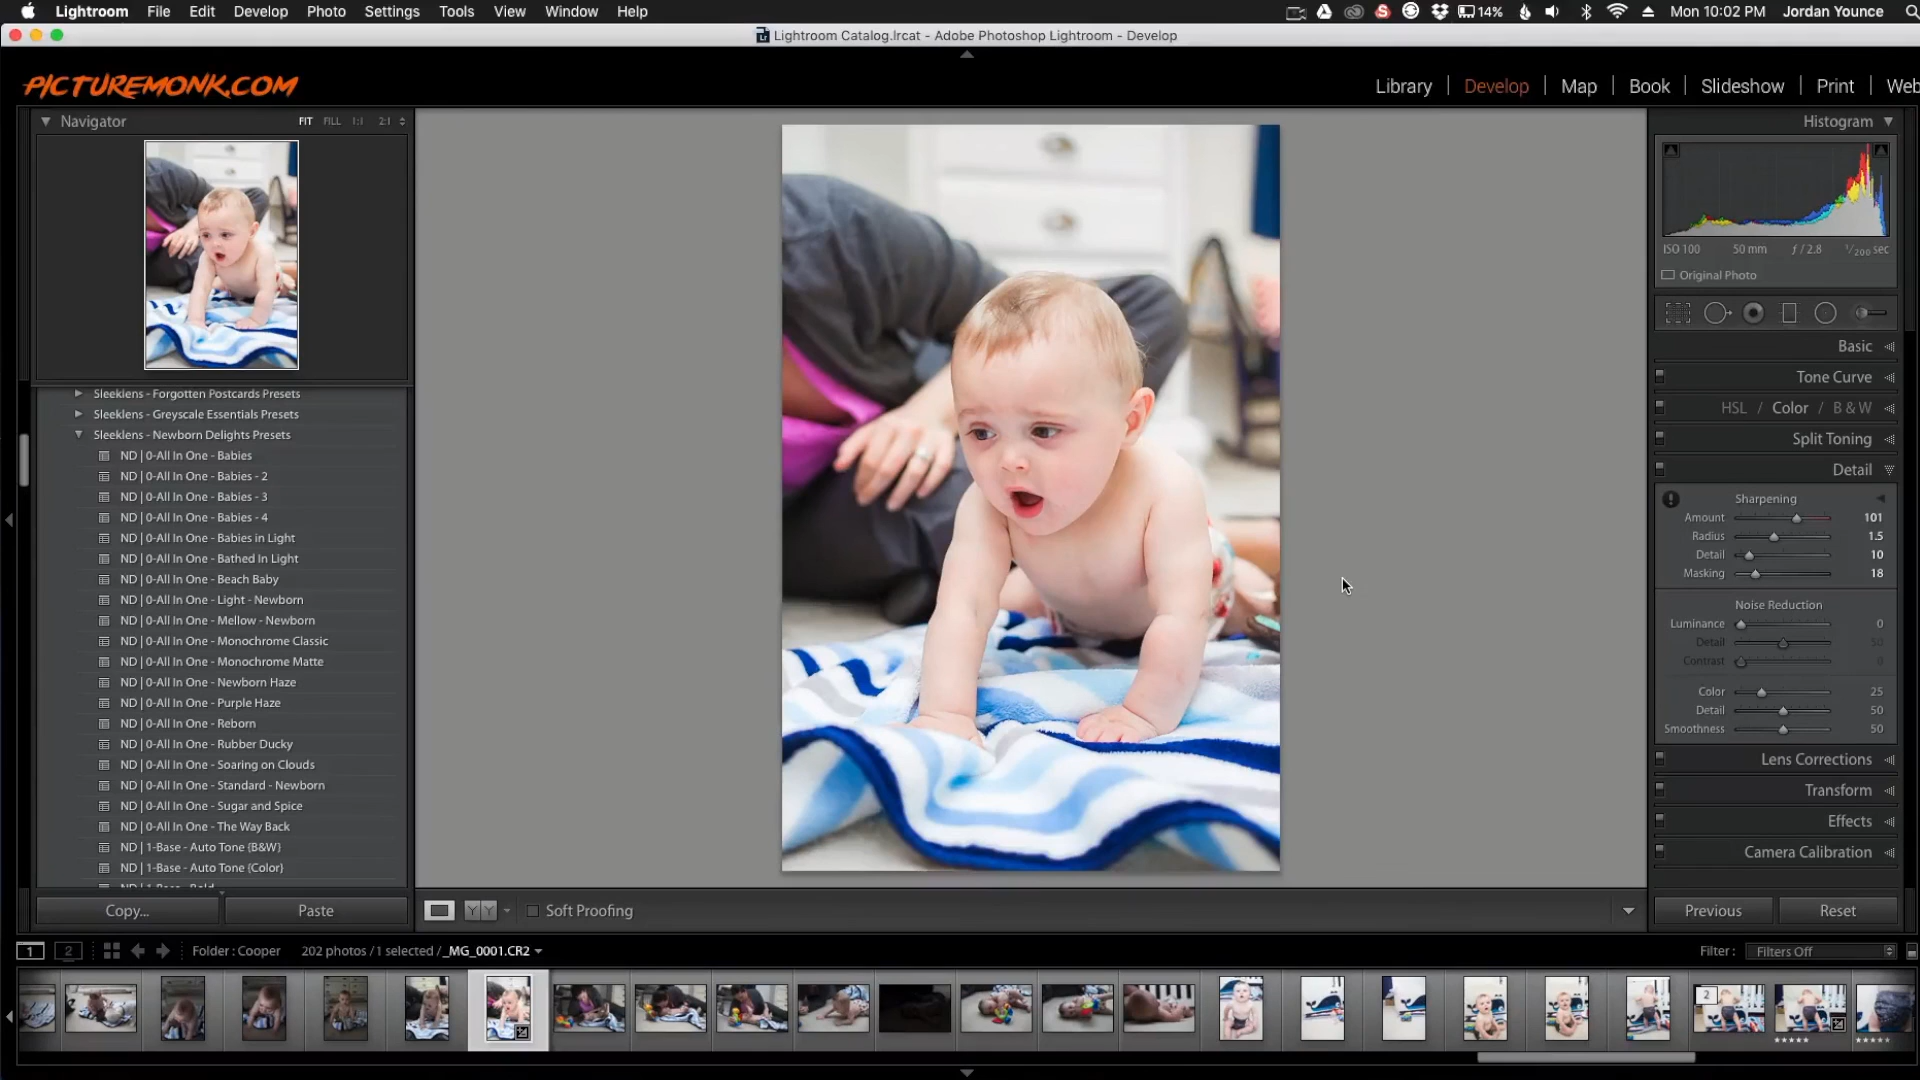 Lightroom File Edit Develop Photo Settings Tools View Window Help 14% Mon 10:02 PM Jordan Younce
Lightroom Catalog.lrcat - Adobe Photoshop Lightroom - Develop
PICTUREMONK.COM
Library | Develop | Map | Book | Slideshow | Print | Web
Navigator FIT FILL 1:1 2:1
Sleeklens - Forgotten Postcards Presets
Sleeklens - Greyscale Essentials Presets
Sleeklens - Newborn Delights Presets
ND | 0-All In One - Babies
ND | 0-All In One - Babies - 2
ND | 0-All In One - Babies - 3
ND | 0-All In One - Babies - 4
ND | 0-All In One - Babies in Light
ND | 0-All In One - Bathed In Light
ND | 0-All In One - Beach Baby
ND | 0-All In One - Light - Newborn
ND | 0-All In One - Mellow - Newborn
ND | 0-All In One - Monochrome Classic
ND | 0-All In One - Monochrome Matte
ND | 0-All In One - Newborn Haze
ND | 0-All In One - Purple Haze
ND | 0-All In One - Reborn
ND | 0-All In One - Rubber Ducky
ND | 0-All In One - Soaring on Clouds
ND | 0-All In One - Standard - Newborn
ND | 0-All In One - Sugar and Spice
ND | 0-All In One - The Way Back
ND | 1-Base - Auto Tone {B&W}
ND | 1-Base - Auto Tone {Color}
Copy... Paste
Soft Proofing
Histogram
ISO 100 50 mm ƒ / 2.8 1/200 sec
Original Photo
Basic
Tone Curve
HSL / Color / B & W
Split Toning
Detail
Sharpening
Amount 101
Radius 1.5
Detail 10
Masking 18
Noise Reduction
Luminance 0
Detail 50
Contrast 0
Color 25
Detail 50
Smoothness 50
Lens Corrections
Transform
Effects
Camera Calibration
Previous Reset
1 2 Folder : Cooper 202 photos / 1 selected / _MG_0001.CR2 Filter : Filters Off
2